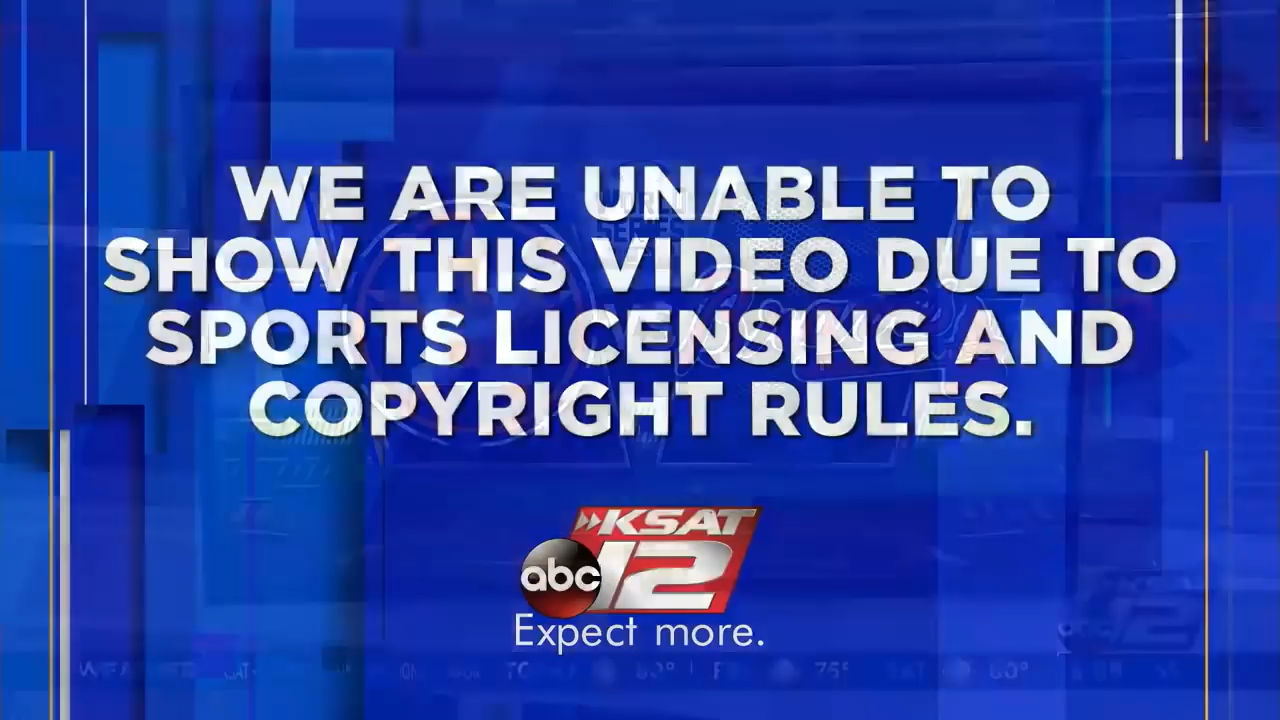 WE ARE UNABLE TO
SHOW THIS VIDEO DUE TO
SPORTS LICENSING AND
COPYRIGHT RULES.
KSAT
abc 12
Expect more.